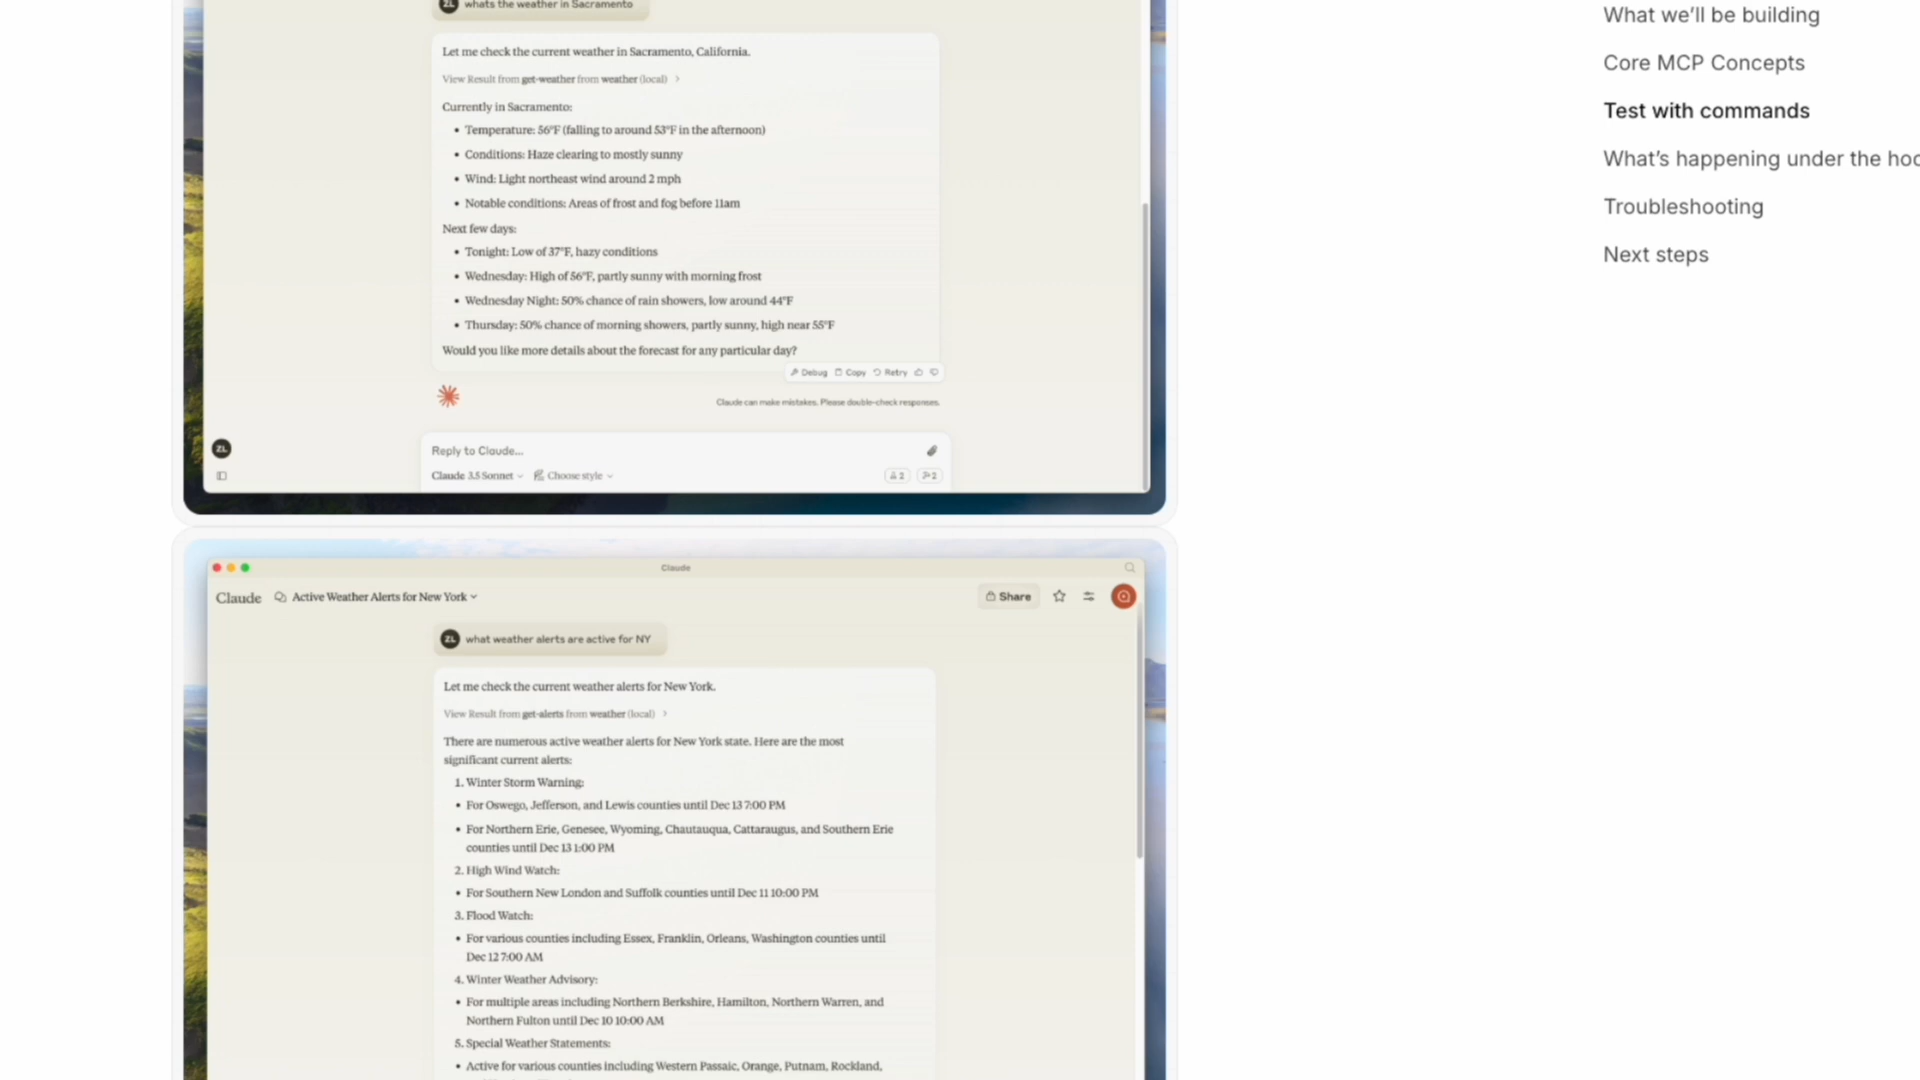 ZL whats the weather in Sacramento
Let me check the current weather in Sacramento, California.
View Result from get-weather from weather (local)
Currently in Sacramento:
• Temperature: 56°F (falling to around 53°F in the afternoon)
• Conditions: Haze clearing to mostly sunny
• Wind: Light northeast wind around 2 mph
• Notable conditions: Areas of frost and fog before 11am
Next few days:
• Tonight: Low of 37°F, hazy conditions
• Wednesday: High of 56°F, partly sunny with morning frost
• Wednesday Night: 50% chance of rain showers, low around 44°F
• Thursday: 50% chance of morning showers, partly sunny, high near 55°F
Would you like more details about the forecast for any particular day?
Debug Copy Retry
Claude can make mistakes. Please double-check responses.
ZL
Reply to Claude...
Claude 3.5 Sonnet Choose style 2 2
Claude
Claude Active Weather Alerts for New York Share
ZL what weather alerts are active for NY
Let me check the current weather alerts for New York.
View Result from get-alerts from weather (local)
There are numerous active weather alerts for New York state. Here are the most
significant current alerts:
1. Winter Storm Warning:
• For Oswego, Jefferson, and Lewis counties until Dec 13 7:00 PM
• For Northern Erie, Genesee, Wyoming, Chautauqua, Cattaraugus, and Southern Erie
counties until Dec 13 1:00 PM
2. High Wind Watch:
• For Southern New London and Suffolk counties until Dec 11 10:00 PM
3. Flood Watch:
• For various counties including Essex, Franklin, Orleans, Washington counties until
Dec 12 7:00 AM
4. Winter Weather Advisory:
• For multiple areas including Northern Berkshire, Hamilton, Northern Warren, and
Northern Fulton until Dec 10 10:00 AM
5. Special Weather Statements:
• Active for various counties including Western Passaic, Orange, Putnam, Rockland,
What we'll be building
Core MCP Concepts
Test with commands
What's happening under the hoo
Troubleshooting
Next steps